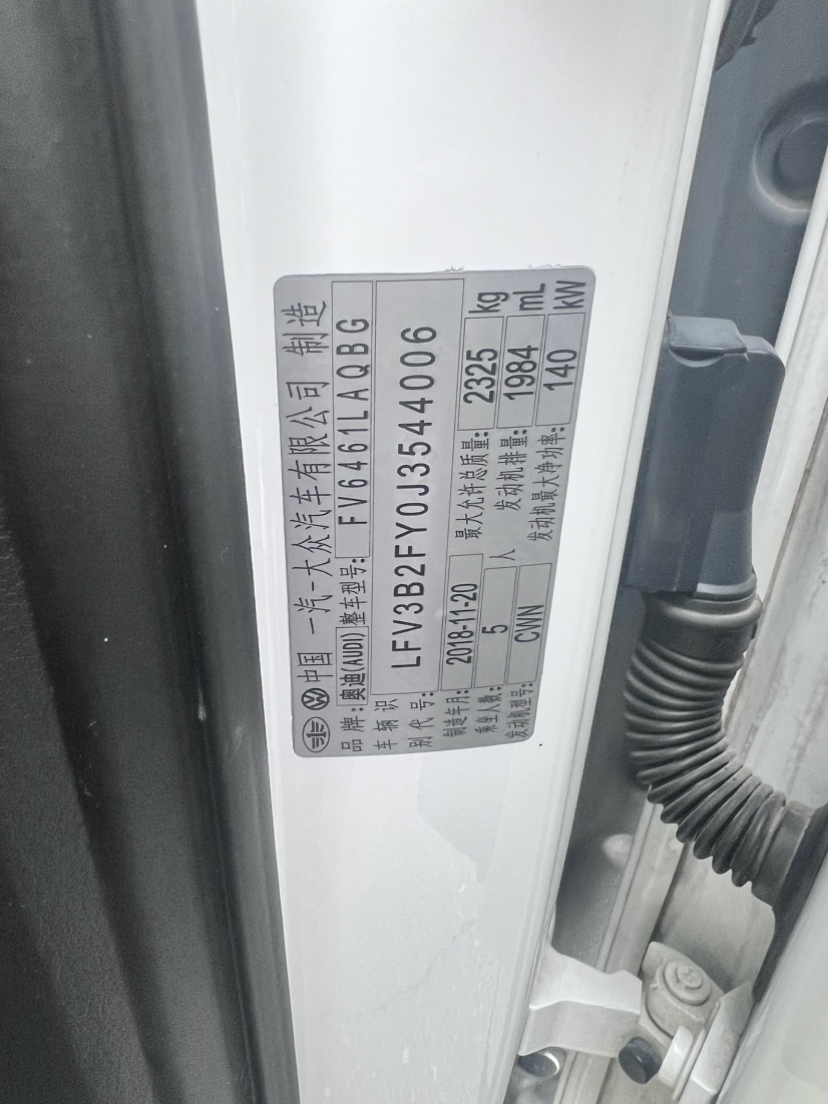 中国 一汽-大众汽车有限公司 制造
品牌: 奥迪(AUDI) 整车型号: FV6461LAQBG
车辆识别代号: LFV3B2FY0J3544006
制造年月: 2018-11-20 最大允许总质量: 2325 kg
乘坐人数: 5 人 发动机排量: 1984 mL
发动机型号: CWN 发动机最大净功率: 140 kW